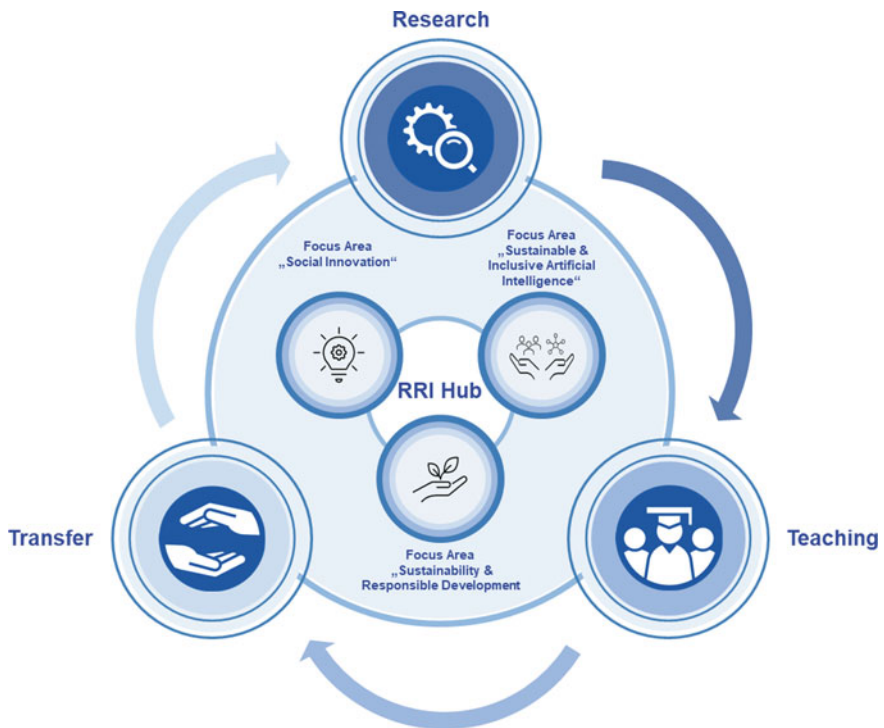 Research
Focus Area
„Social Innovation“
Focus Area
„Sustainable &
Inclusive Artificial
Intelligence“
RRI Hub
Transfer
Teaching
Focus Area
„Sustainability &
Responsible Development